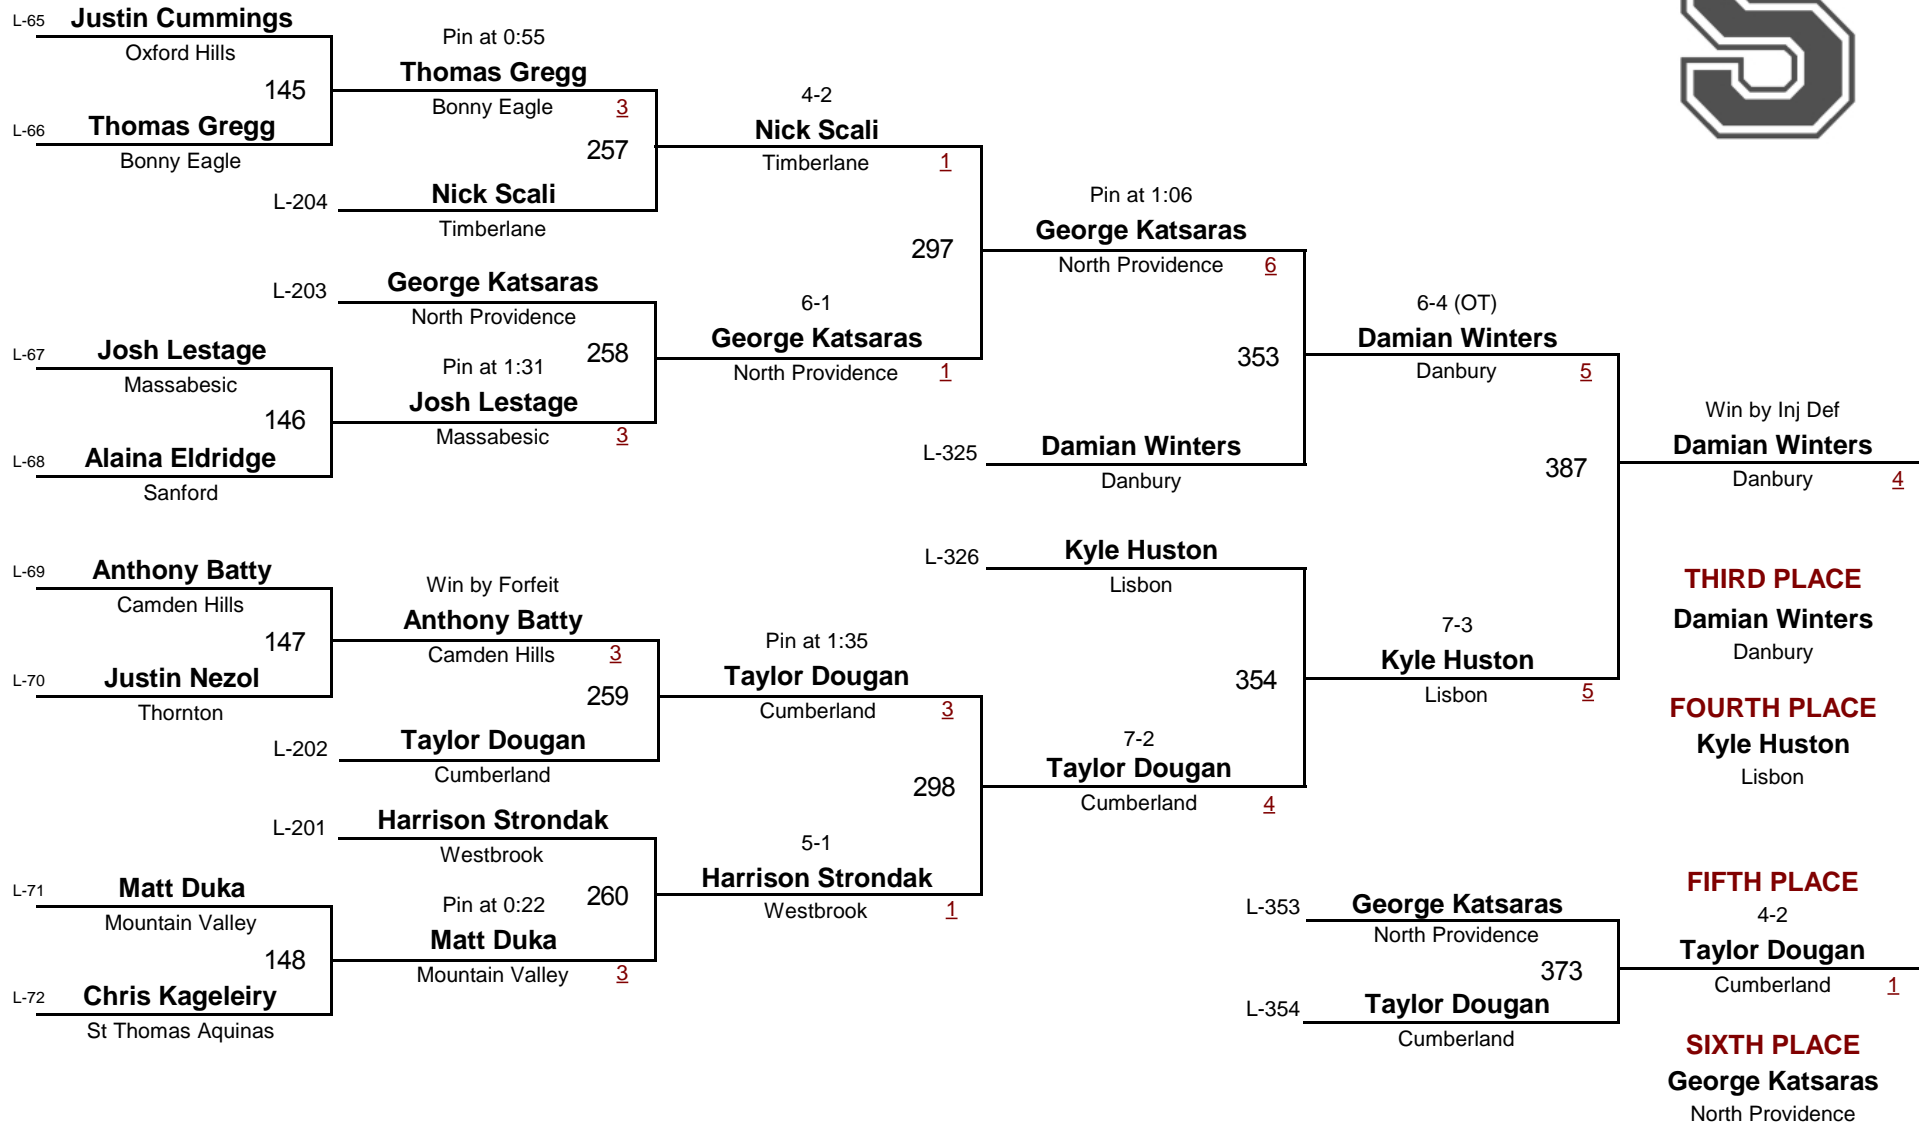 L-65 Justin Cummings
Oxford Hills
145
L-66 Thomas Gregg
Bonny Eagle
Pin at 0:55
Thomas Gregg
Bonny Eagle 3
257
L-204 Nick Scali
Timberlane
4-2
Nick Scali
Timberlane 1
297
L-203 George Katsaras
North Providence
258
L-67 Josh Lestage
Massabesic
146
L-68 Alaina Eldridge
Sanford
Pin at 1:31
Josh Lestage
Massabesic 3
6-1
George Katsaras
North Providence 1
Pin at 1:06
George Katsaras
North Providence 6
353
L-325 Damian Winters
Danbury
6-4 (OT)
Damian Winters
Danbury 5
387
Win by Inj Def
Damian Winters
Danbury 4
L-69 Anthony Batty
Camden Hills
147
L-70 Justin Nezol
Thornton
Win by Forfeit
Anthony Batty
Camden Hills 3
259
L-202 Taylor Dougan
Cumberland
Pin at 1:35
Taylor Dougan
Cumberland 3
298
L-201 Harrison Strondak
Westbrook
260
L-71 Matt Duka
Mountain Valley
148
L-72 Chris Kageleiry
St Thomas Aquinas
Pin at 0:22
Matt Duka
Mountain Valley 3
5-1
Harrison Strondak
Westbrook 1
L-326 Kyle Huston
Lisbon
354
7-2
Taylor Dougan
Cumberland 4
7-3
Kyle Huston
Lisbon 5
THIRD PLACE
Damian Winters
Danbury
FOURTH PLACE
Kyle Huston
Lisbon
L-353 George Katsaras
North Providence
373
L-354 Taylor Dougan
Cumberland
FIFTH PLACE
4-2
Taylor Dougan
Cumberland 1
SIXTH PLACE
George Katsaras
North Providence
S